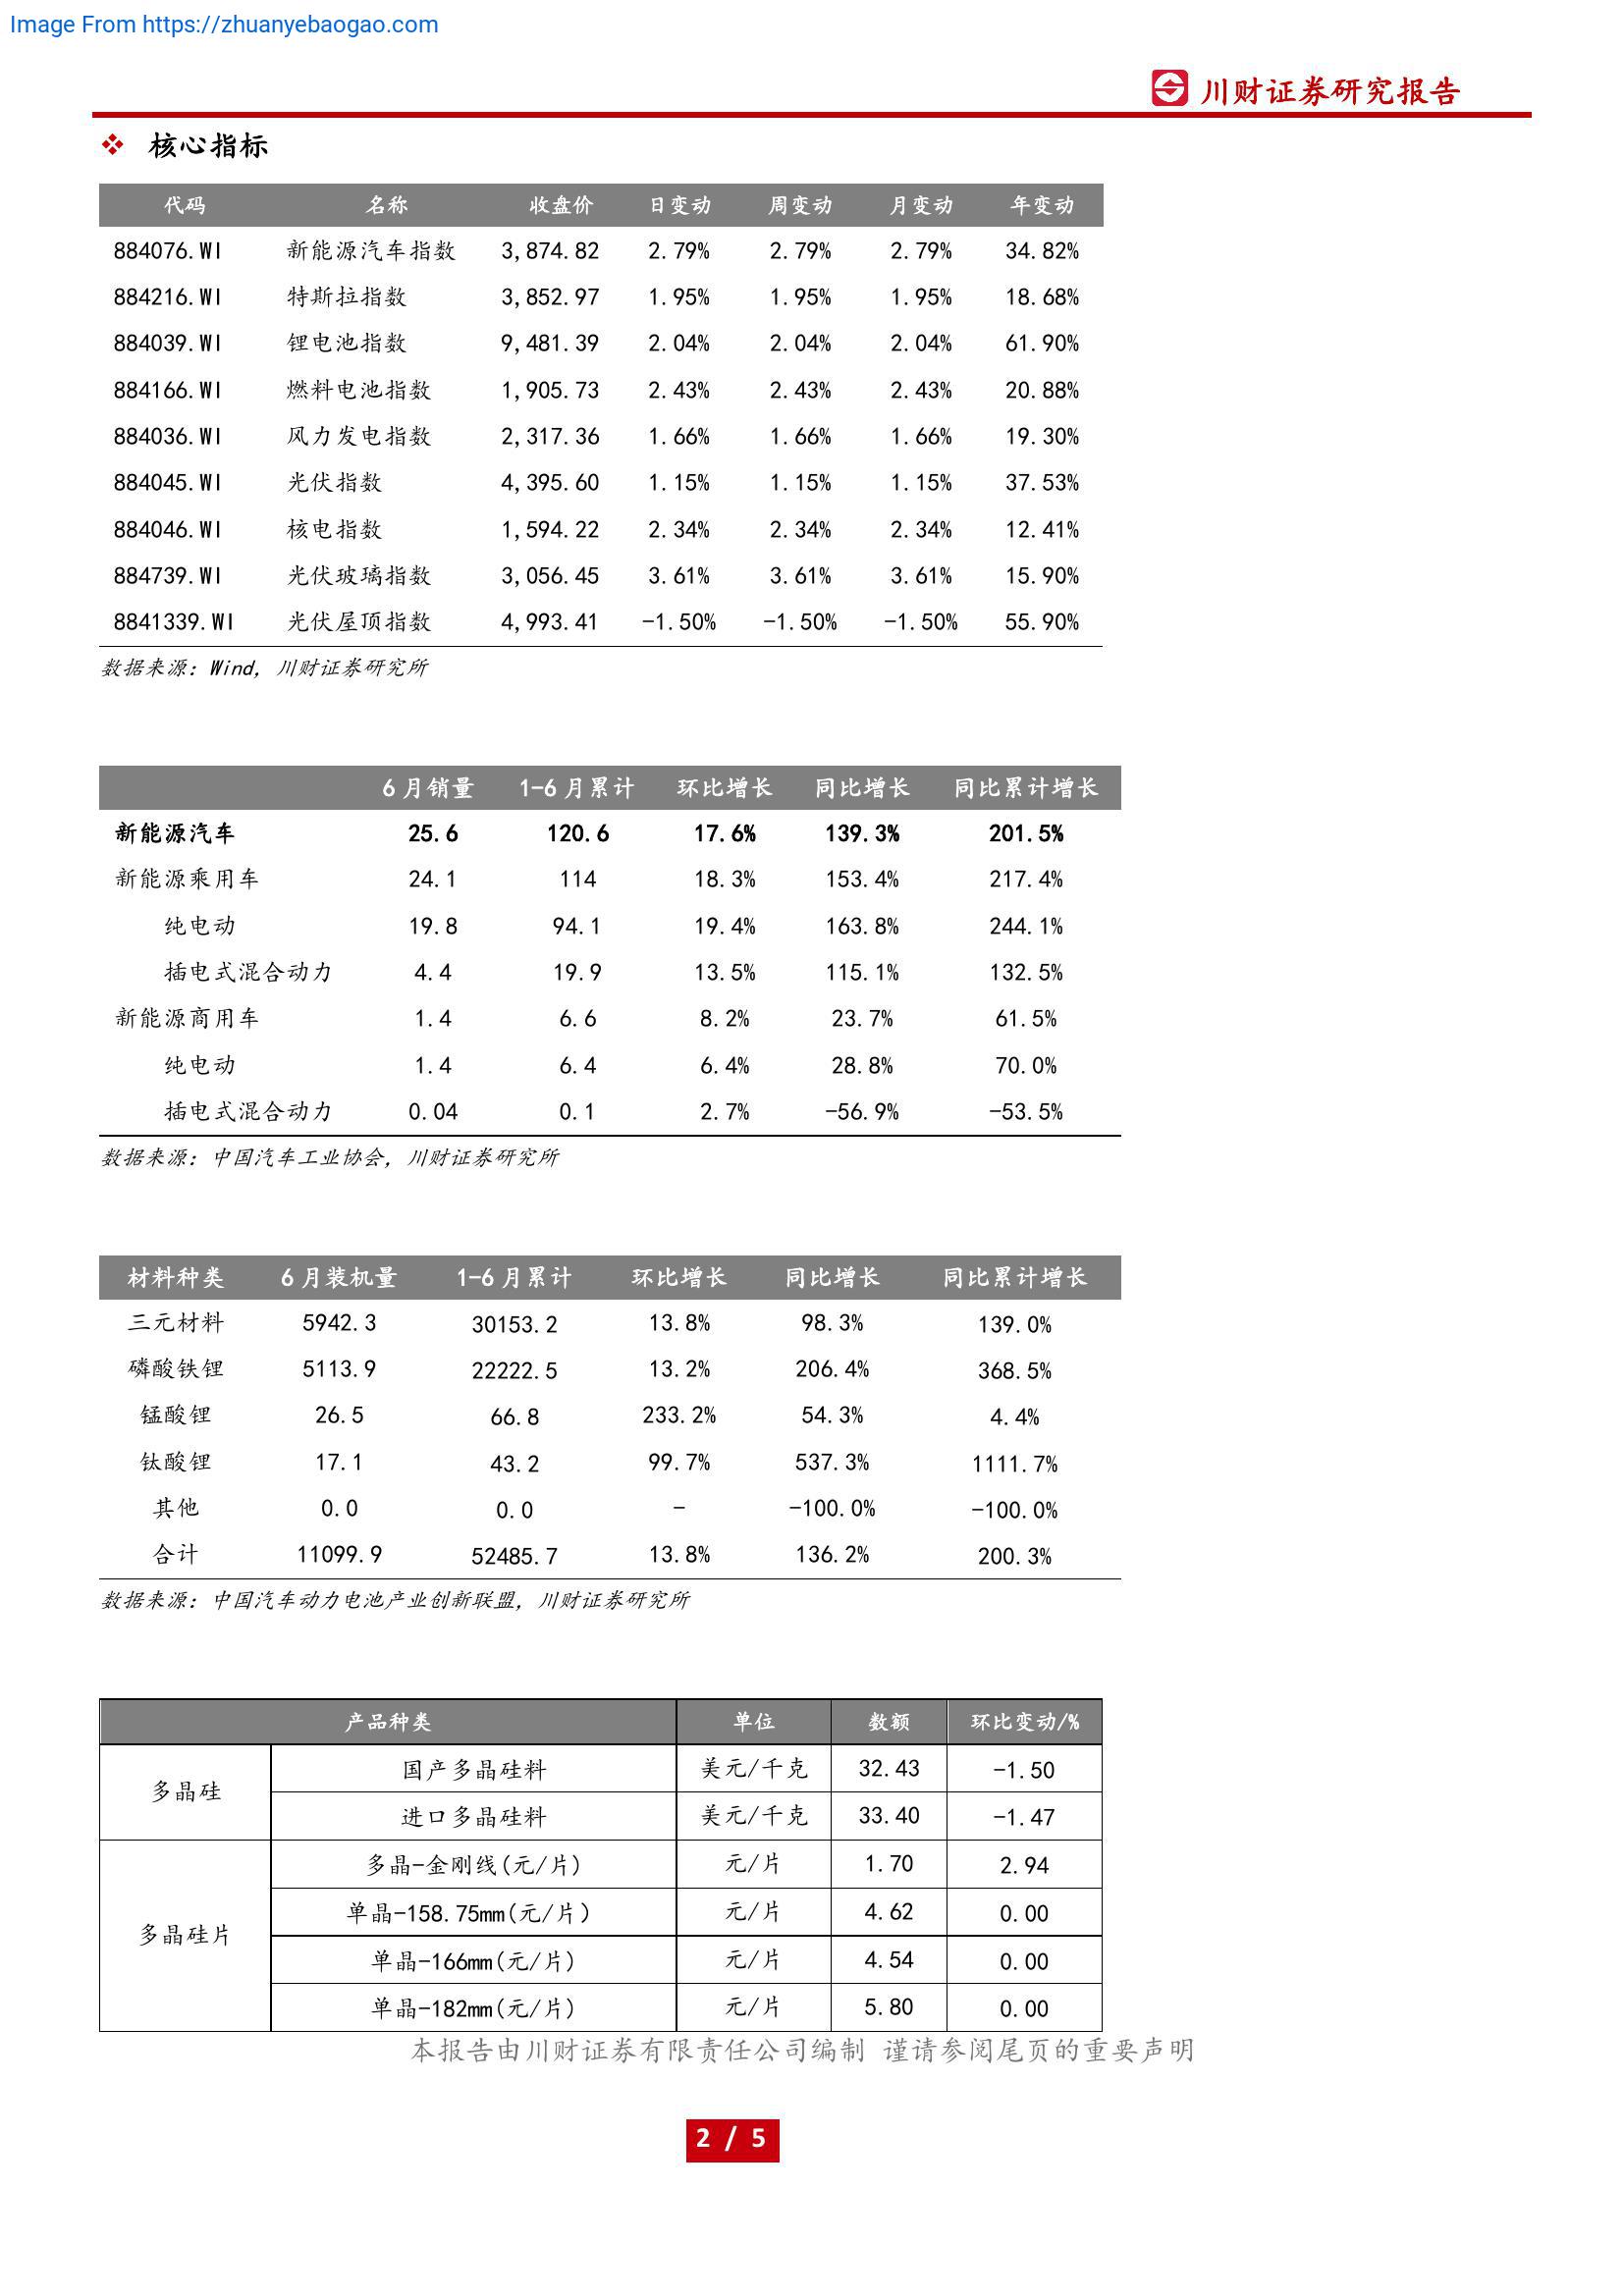 Image From https://zhuanyebaogao.com
川财证券研究报告
核心指标
代码 名称 收盘价 日变动 周变动 月变动 年变动
884076.WI 新能源汽车指数 3,874.82 2.79% 2.79% 2.79% 34.82%
884216.WI 特斯拉指数 3,852.97 1.95% 1.95% 1.95% 18.68%
884039.WI 锂电池指数 9,481.39 2.04% 2.04% 2.04% 61.90%
884166.WI 燃料电池指数 1,905.73 2.43% 2.43% 2.43% 20.88%
884036.WI 风力发电指数 2,317.36 1.66% 1.66% 1.66% 19.30%
884045.WI 光伏指数 4,395.60 1.15% 1.15% 1.15% 37.53%
884046.WI 核电指数 1,594.22 2.34% 2.34% 2.34% 12.41%
884739.WI 光伏玻璃指数 3,056.45 3.61% 3.61% 3.61% 15.90%
8841339.WI 光伏屋顶指数 4,993.41 -1.50% -1.50% -1.50% 55.90%
数据来源：Wind，川财证券研究所
6月销量 1-6月累计 环比增长 同比增长 同比累计增长
新能源汽车 25.6 120.6 17.6% 139.3% 201.5%
新能源乘用车 24.1 114 18.3% 153.4% 217.4%
纯电动 19.8 94.1 19.4% 163.8% 244.1%
插电式混合动力 4.4 19.9 13.5% 115.1% 132.5%
新能源商用车 1.4 6.6 8.2% 23.7% 61.5%
纯电动 1.4 6.4 6.4% 28.8% 70.0%
插电式混合动力 0.04 0.1 2.7% -56.9% -53.5%
数据来源：中国汽车工业协会，川财证券研究所
材料种类 6月装机量 1-6月累计 环比增长 同比增长 同比累计增长
三元材料 5942.3 30153.2 13.8% 98.3% 139.0%
磷酸铁锂 5113.9 22222.5 13.2% 206.4% 368.5%
锰酸锂 26.5 66.8 233.2% 54.3% 4.4%
钛酸锂 17.1 43.2 99.7% 537.3% 1111.7%
其他 0.0 0.0 - -100.0% -100.0%
合计 11099.9 52485.7 13.8% 136.2% 200.3%
数据来源：中国汽车动力电池产业创新联盟，川财证券研究所
产品种类 单位 数额 环比变动/%
多晶硅 国产多晶硅料 美元/千克 32.43 -1.50
进口多晶硅料 美元/千克 33.40 -1.47
多晶硅片 多晶-金刚线(元/片) 元/片 1.70 2.94
单晶-158.75mm(元/片) 元/片 4.62 0.00
单晶-166mm(元/片) 元/片 4.54 0.00
单晶-182mm(元/片) 元/片 5.80 0.00
本报告由川财证券有限责任公司编制 谨请参阅尾页的重要声明
2 / 5